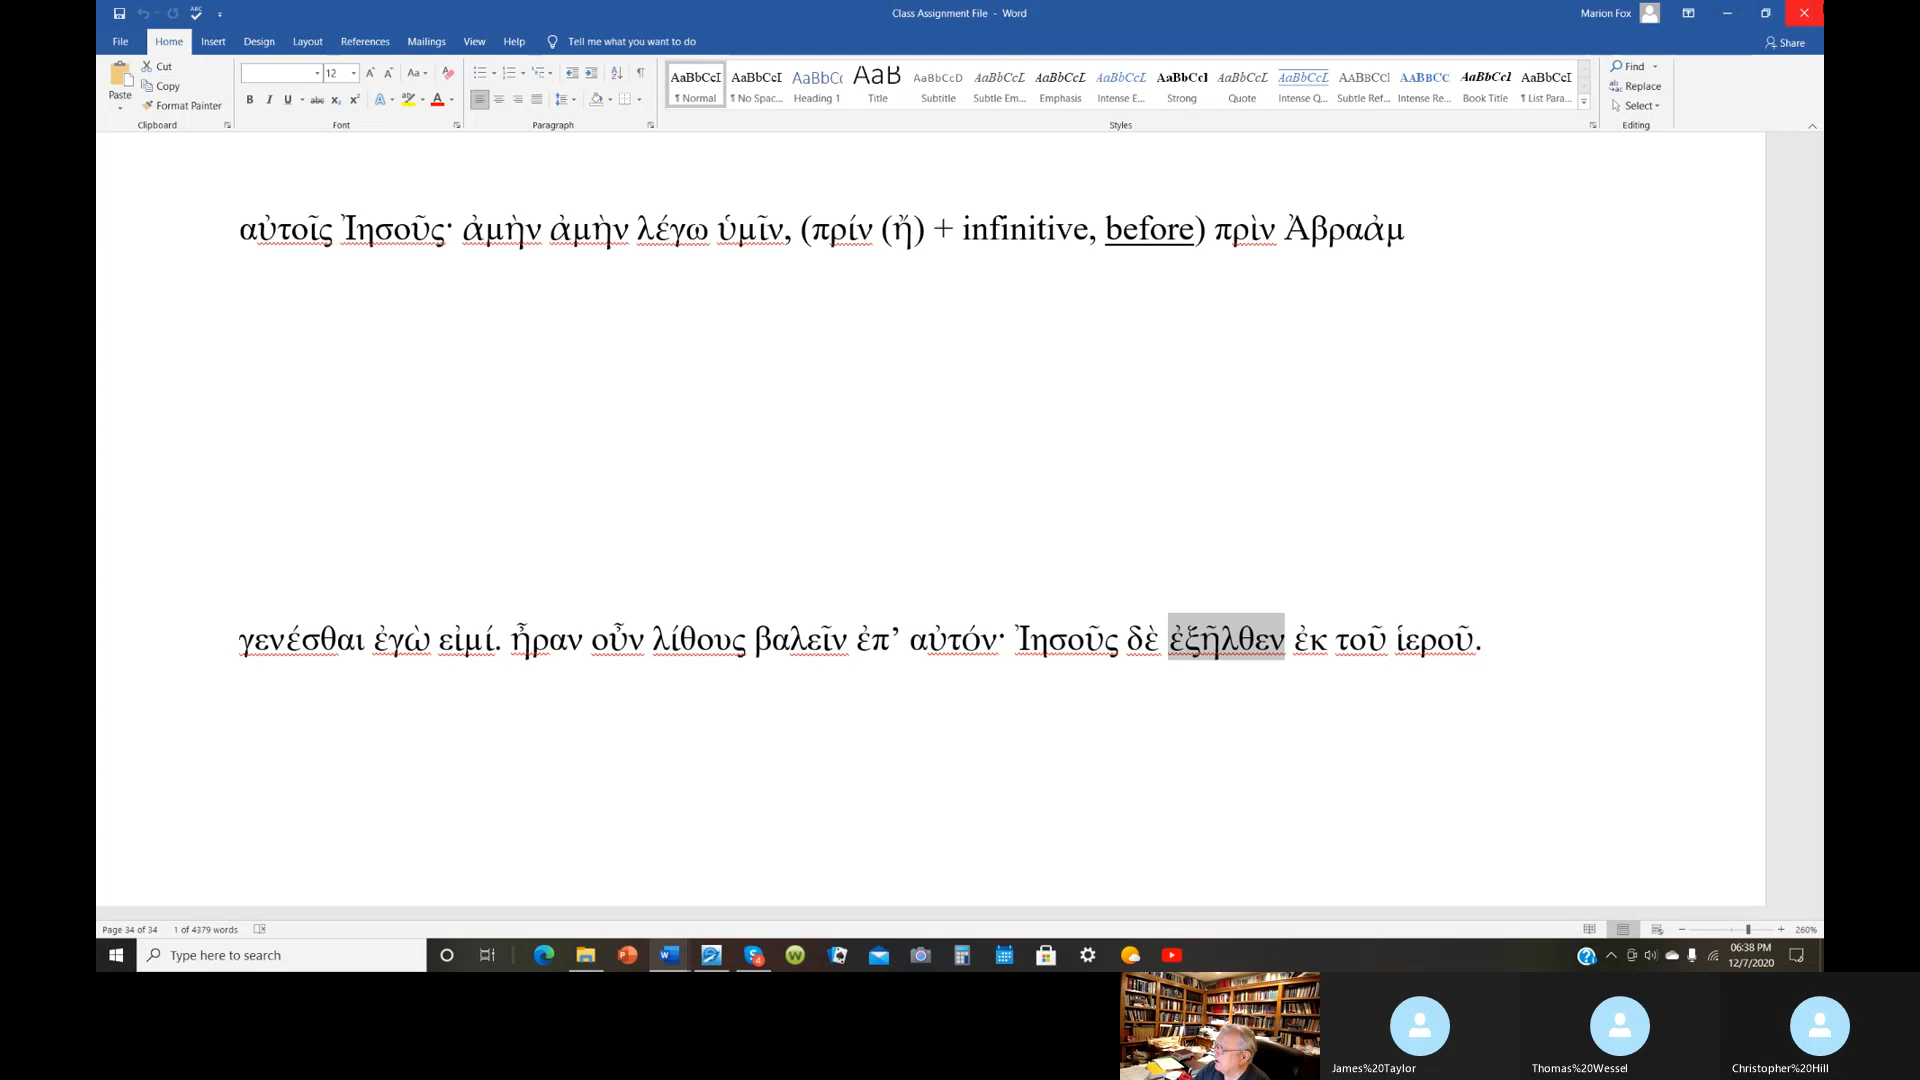 Class Assignment File - Word
Marion Fox
File Home Insert Design Layout References Mailings View Help Tell me what you want to do
Share
Paste
Cut
Copy
Format Painter
Clipboard
12
Font
Paragraph
AaBbCcI AaBbCcI AaBbCc AaB AaBbCcD AaBbCcL AaBbCcL AaBbCcL AaBbCcI AaBbCcL AaBbCcL AABBCCI AABBCC AaBbCcI AaBbCcI
¶ Normal ¶ No Spac... Heading 1 Title Subtitle Subtle Em... Emphasis Intense E... Strong Quote Intense Q... Subtle Ref... Intense Re... Book Title ¶ List Para...
Styles
Find
Replace
Select
Editing
αὐτοῖς Ἰησοῦς· ἀμὴν ἀμὴν λέγω ὑμῖν, (πρίν (ἤ) + infinitive, before) πρὶν Ἀβραὰμ
γενέσθαι ἐγὼ εἰμί. ἦραν οὖν λίθους βαλεῖν ἐπ’ αὐτόν· Ἰησοῦς δὲ ἐξῆλθεν ἐκ τοῦ ἱεροῦ.
Page 34 of 34 1 of 4379 words
260%
Type here to search
06:38 PM
12/7/2020
James%20Taylor
Thomas%20Wessel
Christopher%20Hill